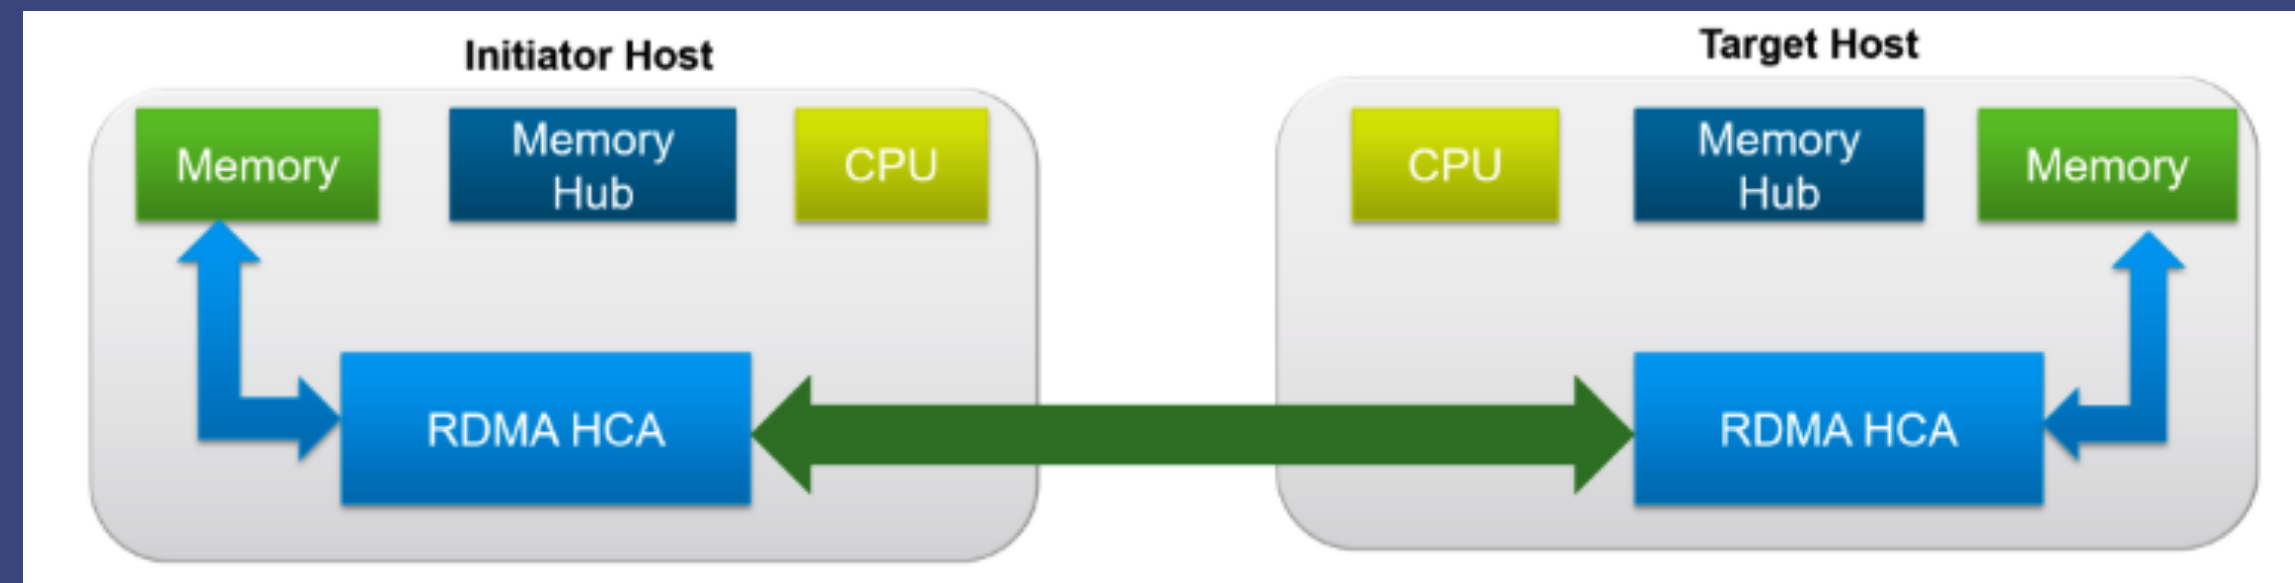 Initiator Host
Memory
Memory
Hub
CPU
RDMA HCA
Target Host
CPU
Memory
Hub
Memory
RDMA HCA